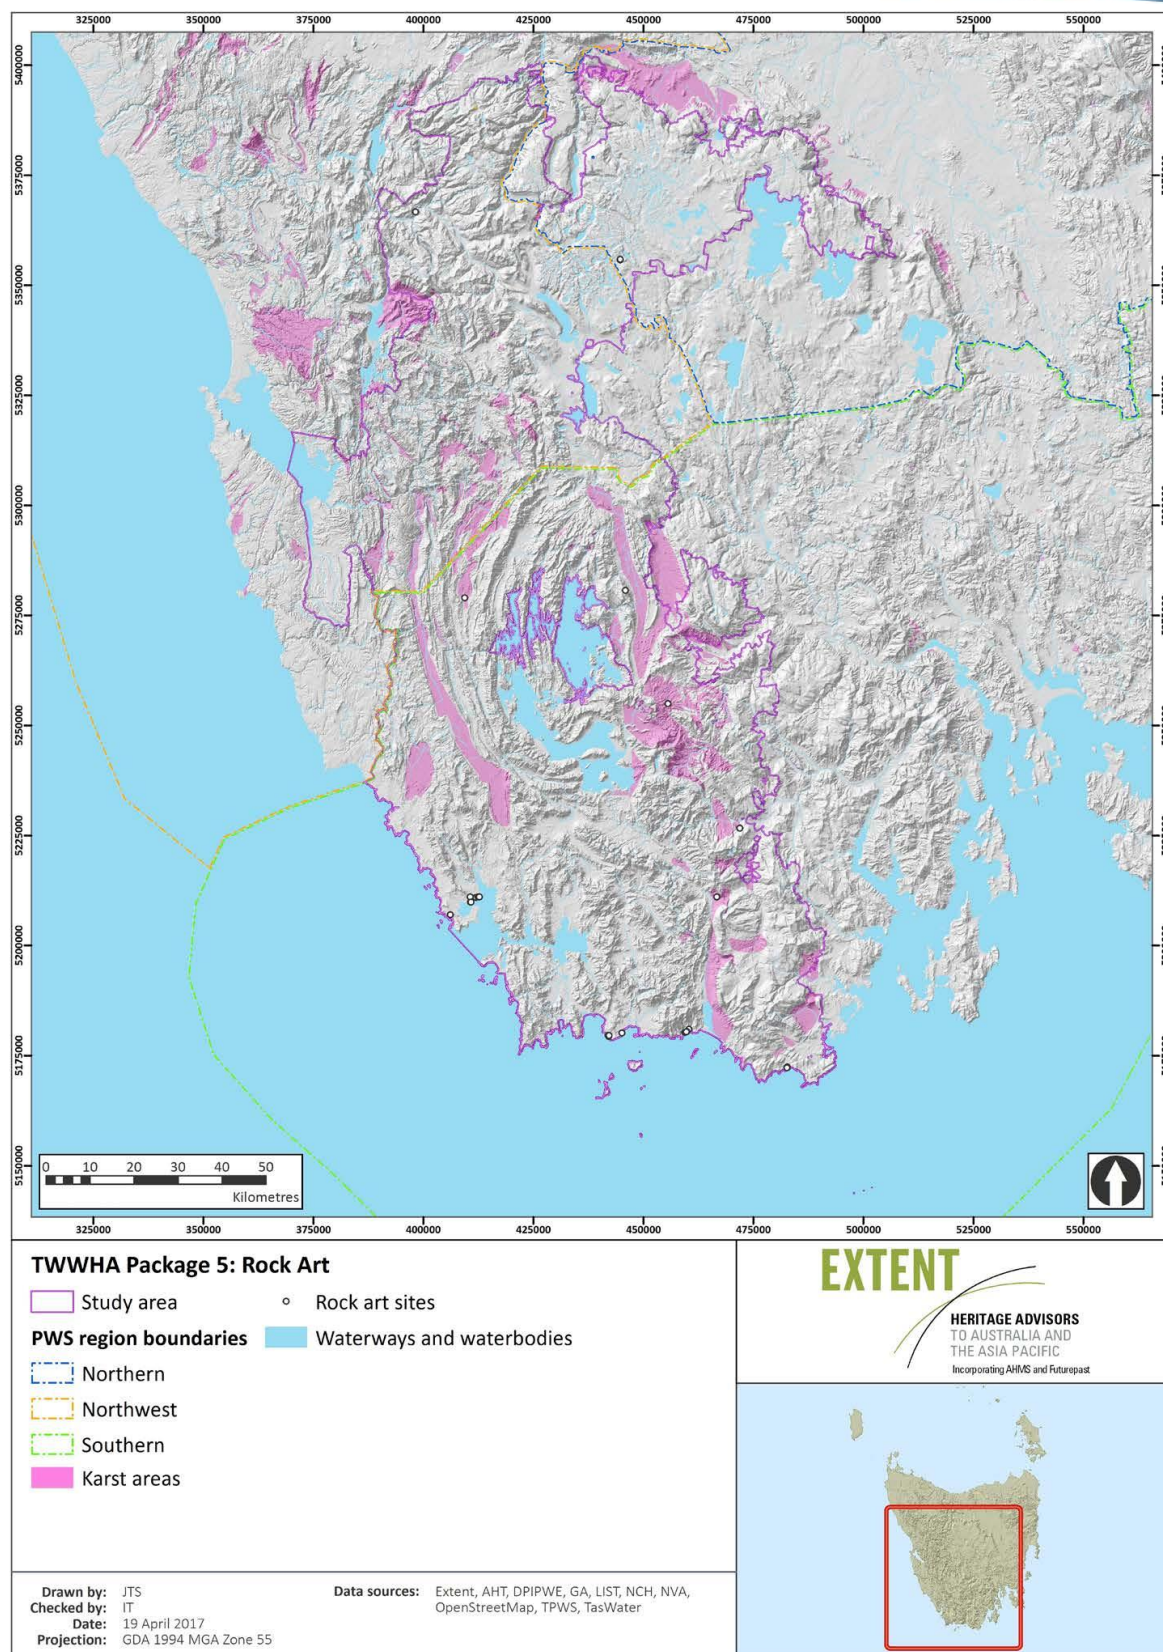 325000 350000 375000 400000 425000 450000 475000 500000 525000 550000
5400000
5375000
5350000
5325000
5300000
5275000
5250000
5225000
5200000
5175000
5150000
0 10 20 30 40 50
Kilometres
325000 350000 375000 400000 425000 450000 475000 500000 525000 550000
TWWHA Package 5: Rock Art
Study area
Rock art sites
PWS region boundaries
Waterways and waterbodies
Northern
Northwest
Southern
Karst areas
EXTENT
HERITAGE ADVISORS
TO AUSTRALIA AND
THE ASIA PACIFIC
Incorporating AHMS and Futurepast
Drawn by: JTS
Checked by: IT
Date: 19 April 2017
Projection: GDA 1994 MGA Zone 55
Data sources: Extent, AHT, DPIPWE, GA, LIST, NCH, NVA,
OpenStreetMap, TPWS, TasWater